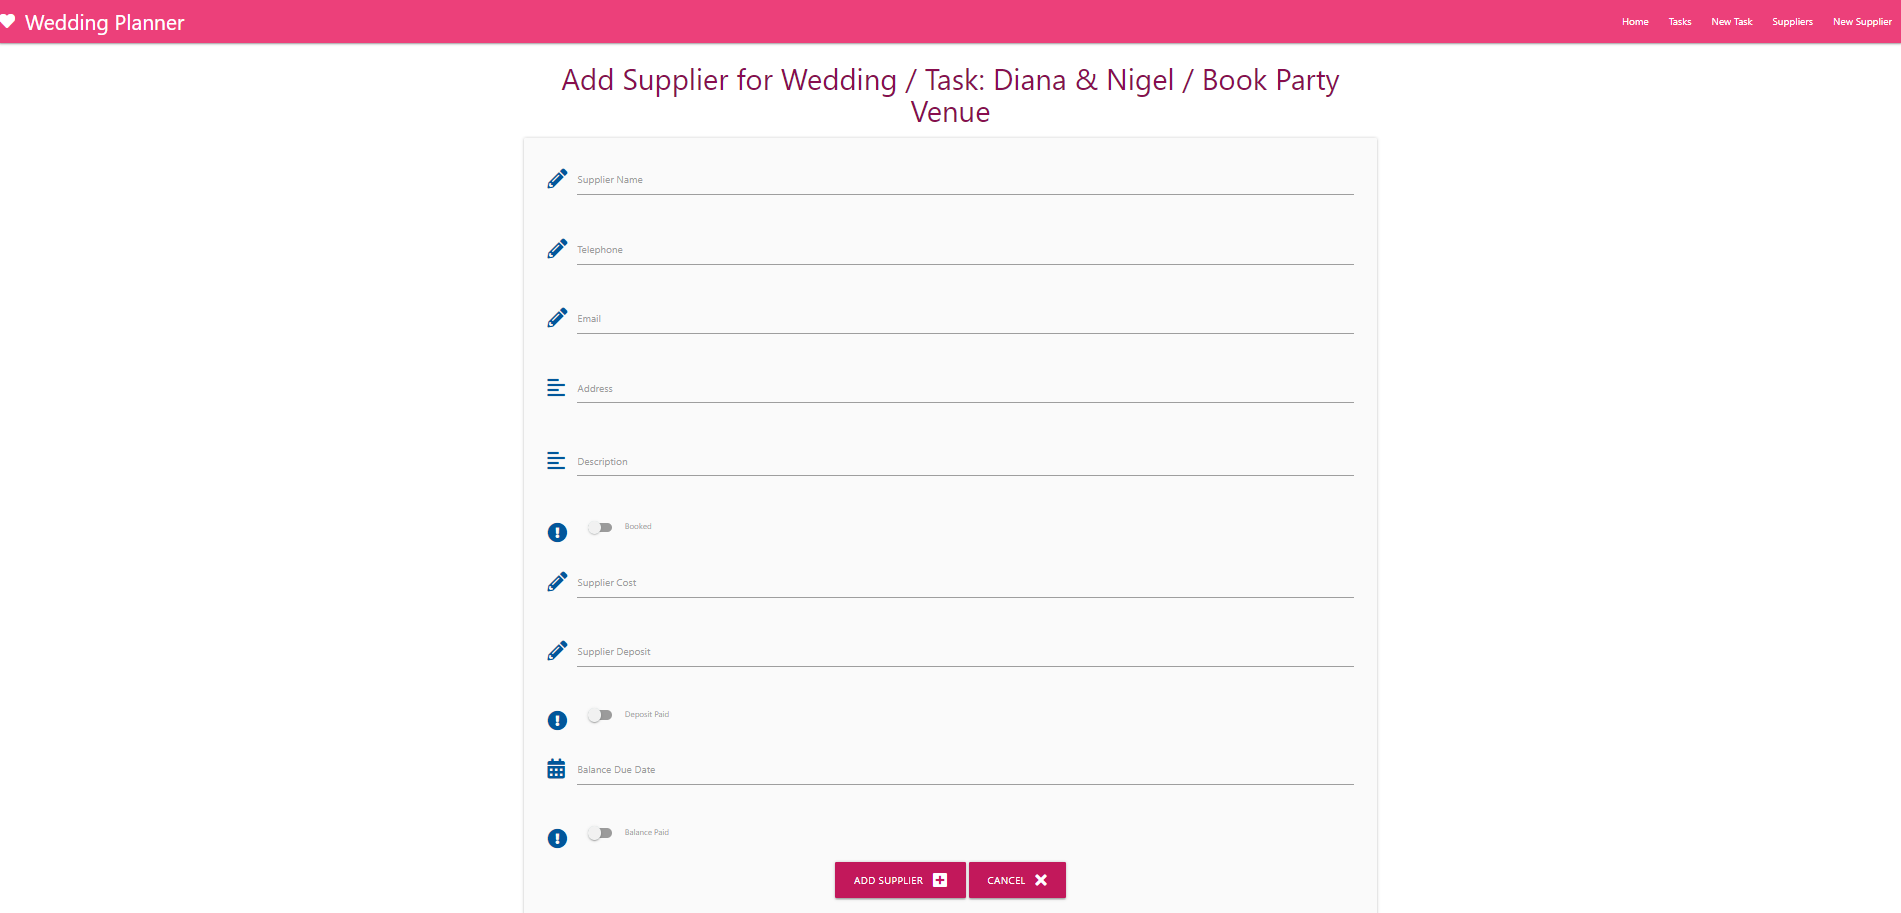 Wedding Planner
Home Tasks New Task Suppliers New Supplier
Add Supplier for Wedding / Task: Diana & Nigel / Book Party
Venue
Supplier Name
Telephone
Email
Address
Description
Booked
Supplier Cost
Supplier Deposit
Deposit Paid
Balance Due Date
Balance Paid
ADD SUPPLIER
CANCEL